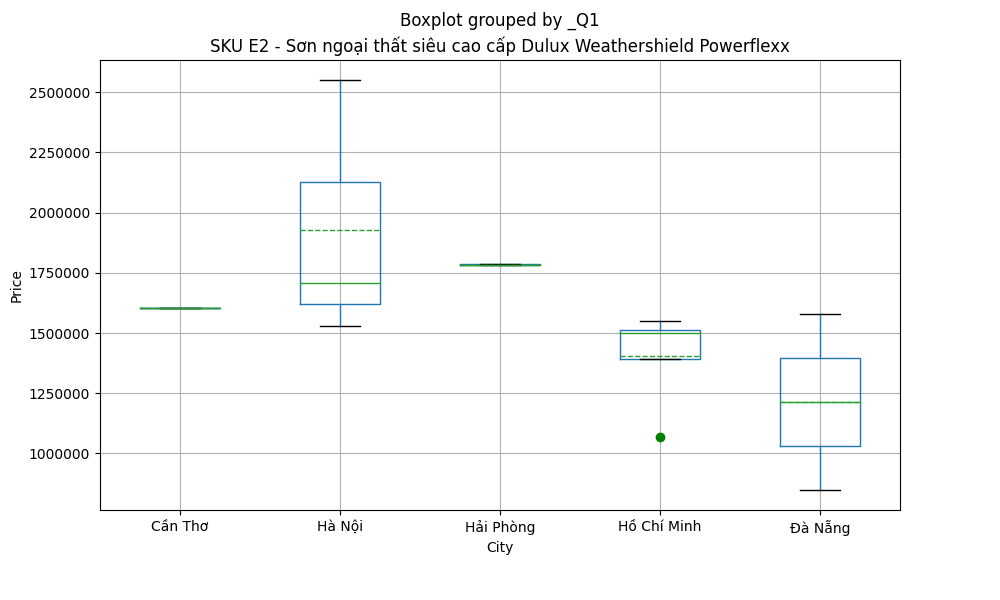 Boxplot grouped by _Q1
SKU E2 - Sơn ngoại thất siêu cao cấp Dulux Weathershield Powerflexx
2500000
2250000
2000000
1750000
1500000
1250000
1000000
Price
Cần Thơ
Hà Nội
Hải Phòng
Hồ Chí Minh
Đà Nẵng
City